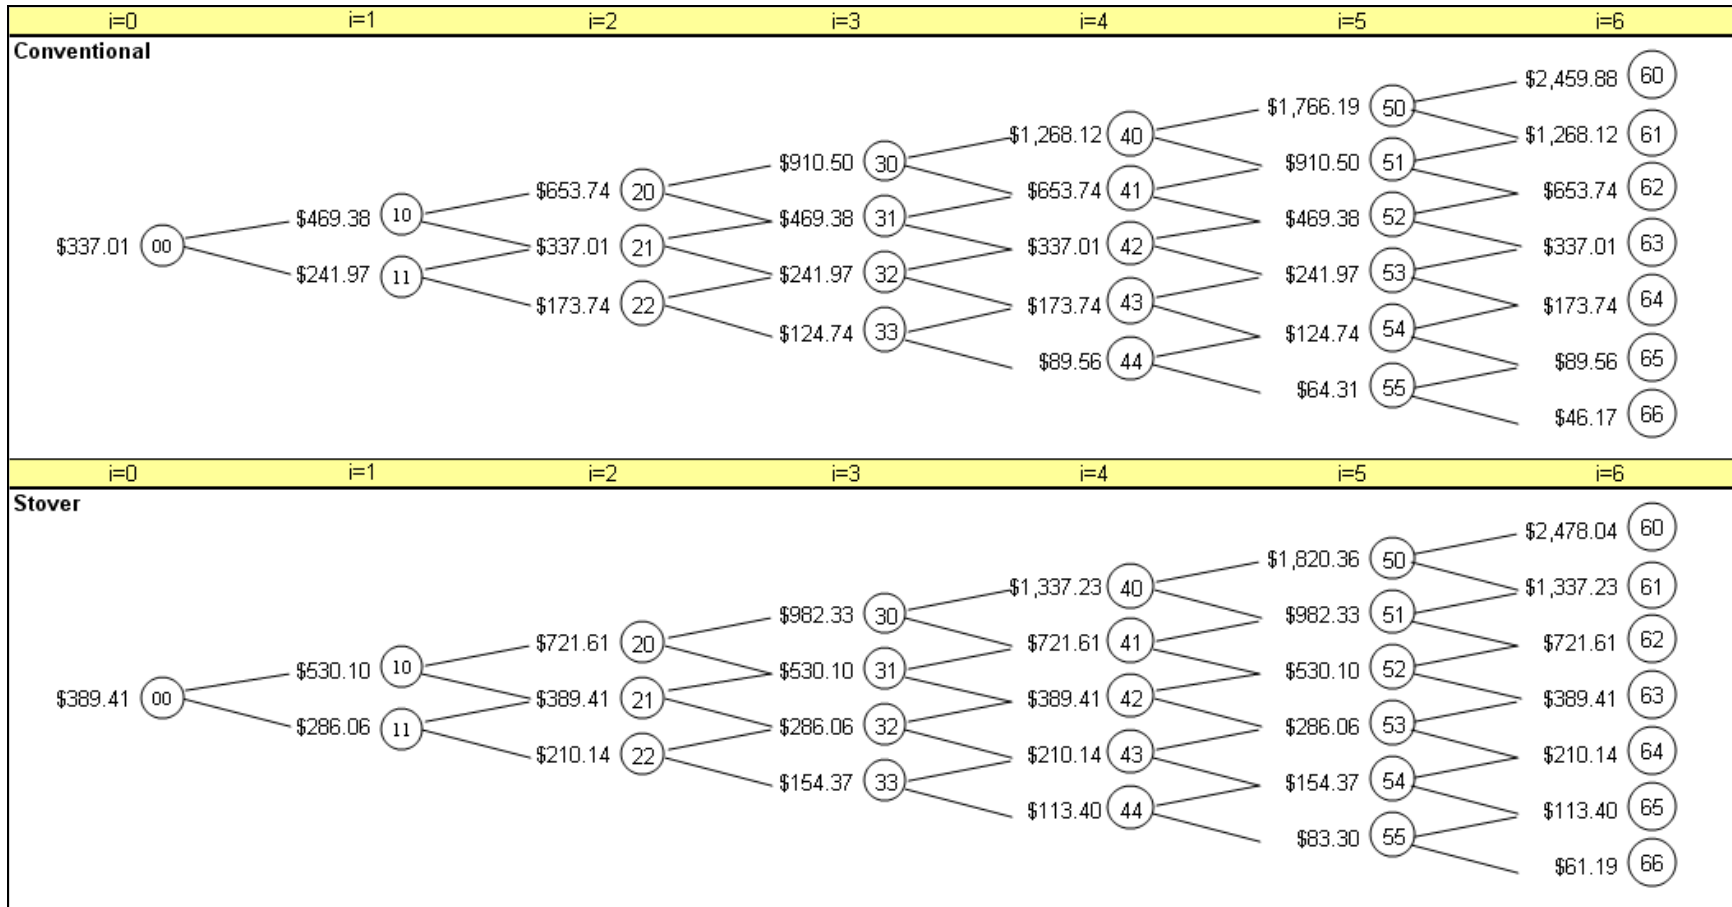 i=0 i=1 i=2 i=3 i=4 i=5 i=6
Conventional
$2,459.88 60
$1,766.19 50
$1,268.12 40 $1,268.12 61
$910.50 30 $910.50 51
$653.74 20 $653.74 41 $653.74 62
$469.38 10 $469.38 31 $469.38 52
$337.01 00 $337.01 21 $337.01 42 $337.01 63
$241.97 11 $241.97 32 $241.97 53
$173.74 22 $173.74 43 $173.74 64
$124.74 33 $124.74 54
$89.56 44 $89.56 65
$64.31 55
$46.17 66
i=0 i=1 i=2 i=3 i=4 i=5 i=6
Stover
$2,478.04 60
$1,820.36 50
$1,337.23 40 $1,337.23 61
$982.33 30 $982.33 51
$721.61 20 $721.61 41 $721.61 62
$530.10 10 $530.10 31 $530.10 52
$389.41 00 $389.41 21 $389.41 42 $389.41 63
$286.06 11 $286.06 32 $286.06 53
$210.14 22 $210.14 43 $210.14 64
$154.37 33 $154.37 54
$113.40 44 $113.40 65
$83.30 55
$61.19 66